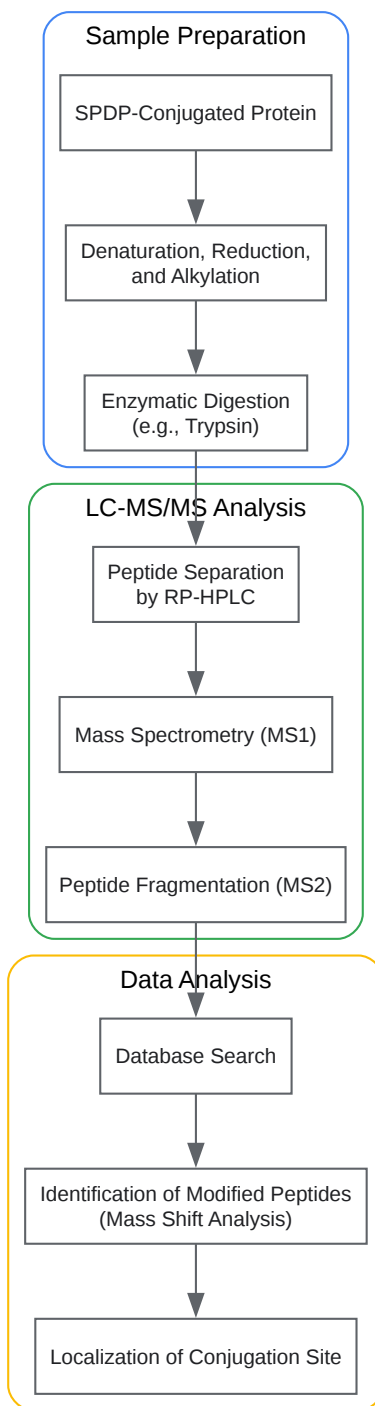 Sample Preparation
SPDP-Conjugated Protein
Denaturation, Reduction,
and Alkylation
Enzymatic Digestion
(e.g., Trypsin)
LC-MS/MS Analysis
Peptide Separation
by RP-HPLC
Mass Spectrometry (MS1)
Peptide Fragmentation (MS2)
Data Analysis
Database Search
Identification of Modified Peptides
(Mass Shift Analysis)
Localization of Conjugation Site